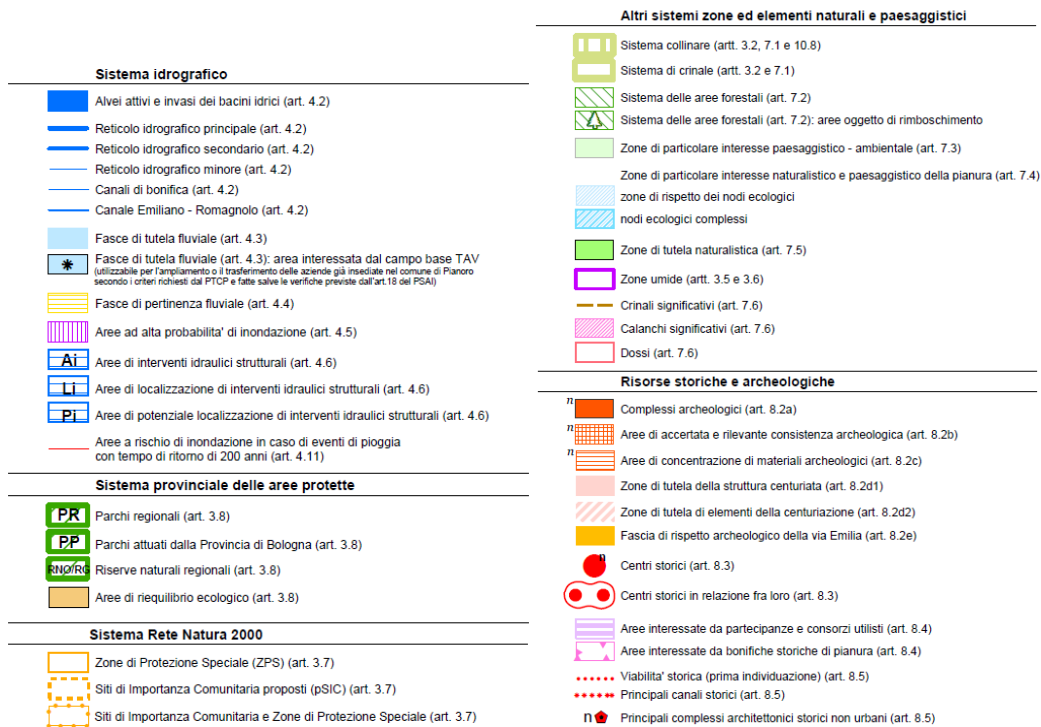 Sistema idrografico
Alvei attivi e invasi dei bacini idrici (art. 4.2)
Reticolo idrografico principale (art. 4.2)
Reticolo idrografico secondario (art. 4.2)
Reticolo idrografico minore (art. 4.2)
Canali di bonifica (art. 4.2)
Canale Emiliano - Romagnolo (art. 4.2)
Fasce di tutela fluviale (art. 4.3)
* Fasce di tutela fluviale (art. 4.3): area interessata dal campo base TAV
(utilizzabile per l'ampliamento o il trasferimento delle aziende già insediate nel comune di Pianoro
secondo i criteri richiesti dal PTCP e fatte salve le verifiche previste dall'art.18 del PSAI)
Fasce di pertinenza fluviale (art. 4.4)
Aree ad alta probabilita' di inondazione (art. 4.5)
Ai Aree di interventi idraulici strutturali (art. 4.6)
Li Aree di localizzazione di interventi idraulici strutturali (art. 4.6)
Pi Aree di potenziale localizzazione di interventi idraulici strutturali (art. 4.6)
Aree a rischio di inondazione in caso di eventi di pioggia
con tempo di ritorno di 200 anni (art. 4.11)
Sistema provinciale delle aree protette
PR Parchi regionali (art. 3.8)
PP Parchi attuati dalla Provincia di Bologna (art. 3.8)
RNO/RG Riserve naturali regionali (art. 3.8)
Aree di riequilibrio ecologico (art. 3.8)
Sistema Rete Natura 2000
Zone di Protezione Speciale (ZPS) (art. 3.7)
Siti di Importanza Comunitaria proposti (pSIC) (art. 3.7)
Siti di Importanza Comunitaria e Zone di Protezione Speciale (art. 3.7)
Altri sistemi zone ed elementi naturali e paesaggistici
Sistema collinare (artt. 3.2, 7.1 e 10.8)
Sistema di crinale (artt. 3.2 e 7.1)
Sistema delle aree forestali (art. 7.2)
Sistema delle aree forestali (art. 7.2): aree oggetto di rimboschimento
Zone di particolare interesse paesaggistico - ambientale (art. 7.3)
Zone di particolare interesse naturalistico e paesaggistico della pianura (art. 7.4)
zone di rispetto dei nodi ecologici
nodi ecologici complessi
Zone di tutela naturalistica (art. 7.5)
Zone umide (artt. 3.5 e 3.6)
Crinali significativi (art. 7.6)
Calanchi significativi (art. 7.6)
Dossi (art. 7.6)
Risorse storiche e archeologiche
n Complessi archeologici (art. 8.2a)
n Aree di accertata e rilevante consistenza archeologica (art. 8.2b)
n Aree di concentrazione di materiali archeologici (art. 8.2c)
Zone di tutela della struttura centuriata (art. 8.2d1)
Zone di tutela di elementi della centuriazione (art. 8.2d2)
Fascia di rispetto archeologico della via Emilia (art. 8.2e)
n Centri storici (art. 8.3)
Centri storici in relazione fra loro (art. 8.3)
Aree interessate da partecipanze e consorzi utilisti (art. 8.4)
Aree interessate da bonifiche storiche di pianura (art. 8.4)
Viabilita' storica (prima individuazione) (art. 8.5)
Principali canali storici (art. 8.5)
n Principali complessi architettonici storici non urbani (art. 8.5)